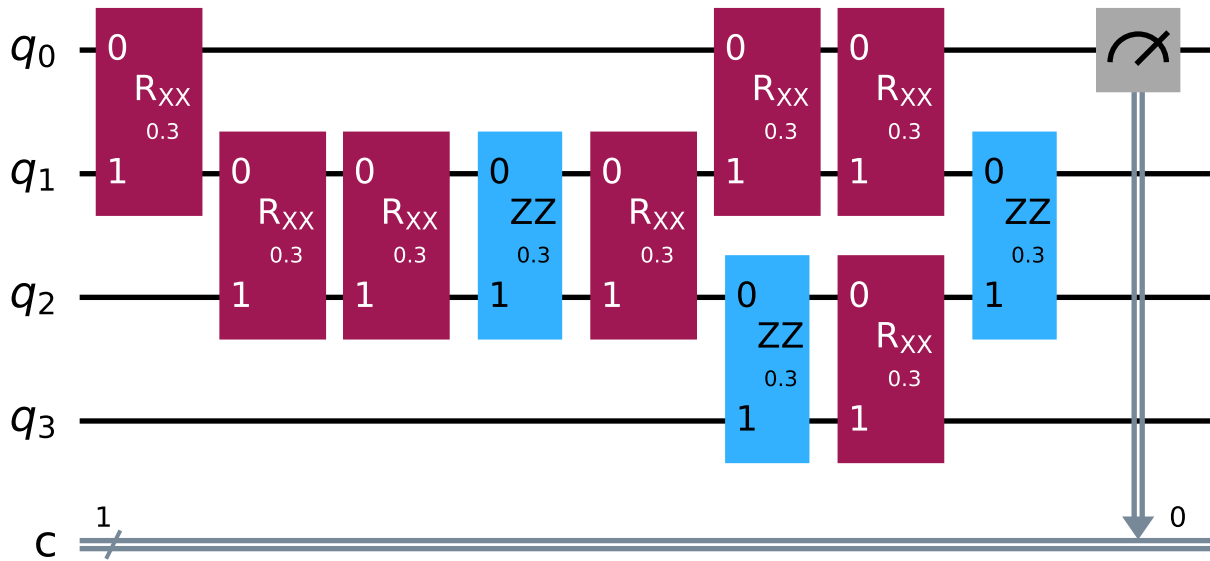 q0 0 0 0
RXX RXX RXX
0.3 0.3 0.3
q1 1 0 0 0 0 1 1 0
RXX RXX ZZ RXX ZZ
0.3 0.3 0.3 0.3 0.3
q2 1 1 1 1 0 0 1
ZZ RXX
0.3 0.3
q3 1 1
1 0
c